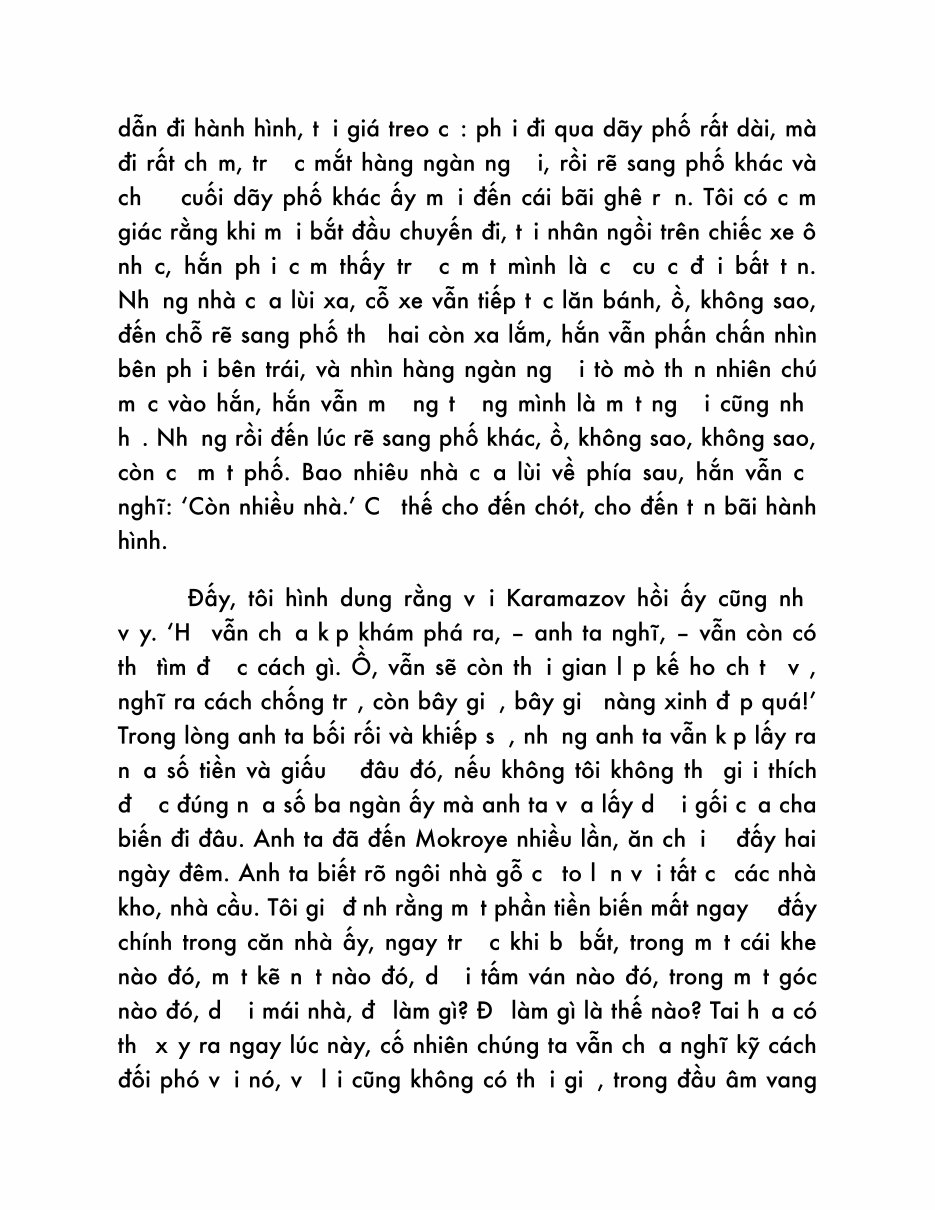 dẫn đi hành hình, t i giá treo c : ph i đi qua dãy phố rất dài, mà
đi rất ch m, tr c mắt hàng ngàn ng i, rồi rẽ sang phố khác và
ch cuối dãy phố khác ấy m i đến cái bãi ghê r n. Tôi có c m
giác rằng khi m i bắt đầu chuyến đi, t i nhân ngồi trên chiếc xe ô
nh c, hắn ph i c m thấy tr c m t mình là c cu c đ i bất t n.
Nh ng nhà c a lùi xa, cỗ xe vẫn tiếp t c lăn bánh, ồ, không sao,
đến chỗ rẽ sang phố th hai còn xa lắm, hắn vẫn phấn chấn nhìn
bên ph i bên trái, và nhìn hàng ngàn ng i tò mò th n nhiên chú
m c vào hắn, hắn vẫn m ng t ng mình là m t ng i cũng nh
h . Nh ng rồi đến lúc rẽ sang phố khác, ồ, không sao, không sao,
còn c m t phố. Bao nhiêu nhà c a lùi về phía sau, hắn vẫn c
nghĩ: ‘Còn nhiều nhà.’ C thế cho đến chót, cho đến t n bãi hành
hình.
Đấy, tôi hình dung rằng v i Karamazov hồi ấy cũng nh
v y. ‘H vẫn ch a k p khám phá ra, – anh ta nghĩ, – vẫn còn có
th tìm đ c cách gì. Ồ, vẫn sẽ còn th i gian l p kế ho ch t v ,
nghĩ ra cách chống tr , còn bây gi , bây gi nàng xinh đ p quá!’
Trong lòng anh ta bối rối và khiếp s , nh ng anh ta vẫn k p lấy ra
n a số tiền và giấu đâu đó, nếu không tôi không th gi i thích
đ c đúng n a số ba ngàn ấy mà anh ta v a lấy d i gối c a cha
biến đi đâu. Anh ta đã đến Mokroye nhiều lần, ăn ch i đấy hai
ngày đêm. Anh ta biết rõ ngôi nhà gỗ c to l n v i tất c các nhà
kho, nhà cầu. Tôi gi đ nh rằng m t phần tiền biến mất ngay đấy
chính trong căn nhà ấy, ngay tr c khi b bắt, trong m t cái khe
nào đó, m t kẽ n t nào đó, d i tấm ván nào đó, trong m t góc
nào đó, d i mái nhà, đ làm gì? Đ làm gì là thế nào? Tai h a có
th x y ra ngay lúc này, cố nhiên chúng ta vẫn ch a nghĩ kỹ cách
đối phó v i nó, v l i cũng không có th i gi , trong đầu âm vang